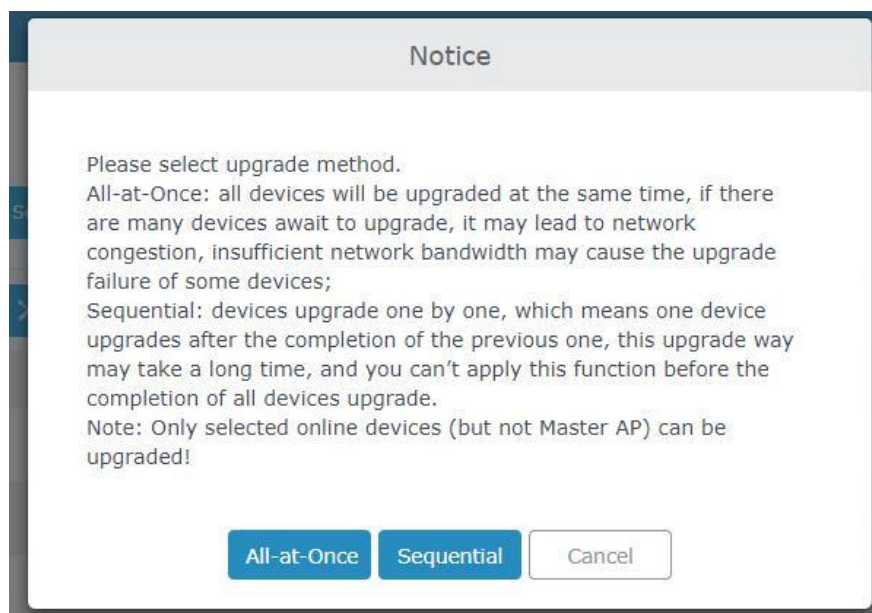 Notice
Please select upgrade method.
All-at-Once: all devices will be upgraded at the same time, if there
are many devices await to upgrade, it may lead to network
congestion, insufficient network bandwidth may cause the upgrade
failure of some devices;
Sequential: devices upgrade one by one, which means one device
upgrades after the completion of the previous one, this upgrade way
may take a long time, and you can’t apply this function before the
completion of all devices upgrade.
Note: Only selected online devices (but not Master AP) can be
upgraded!
All-at-Once Sequential Cancel